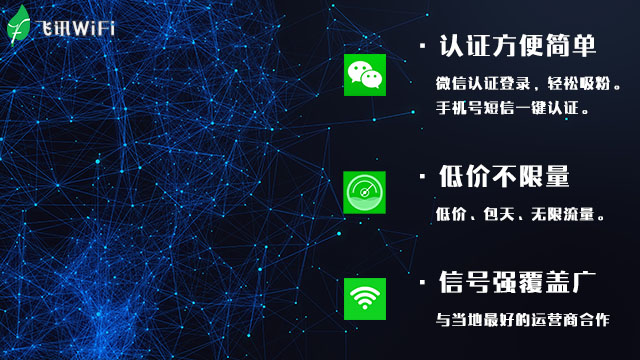 飞讯WiFi
· 认证方便简单
微信认证登录，轻松吸粉。
手机号短信一键认证。
· 低价不限量
低价、包天、无限流量。
· 信号强覆盖广
与当地最好的运营商合作